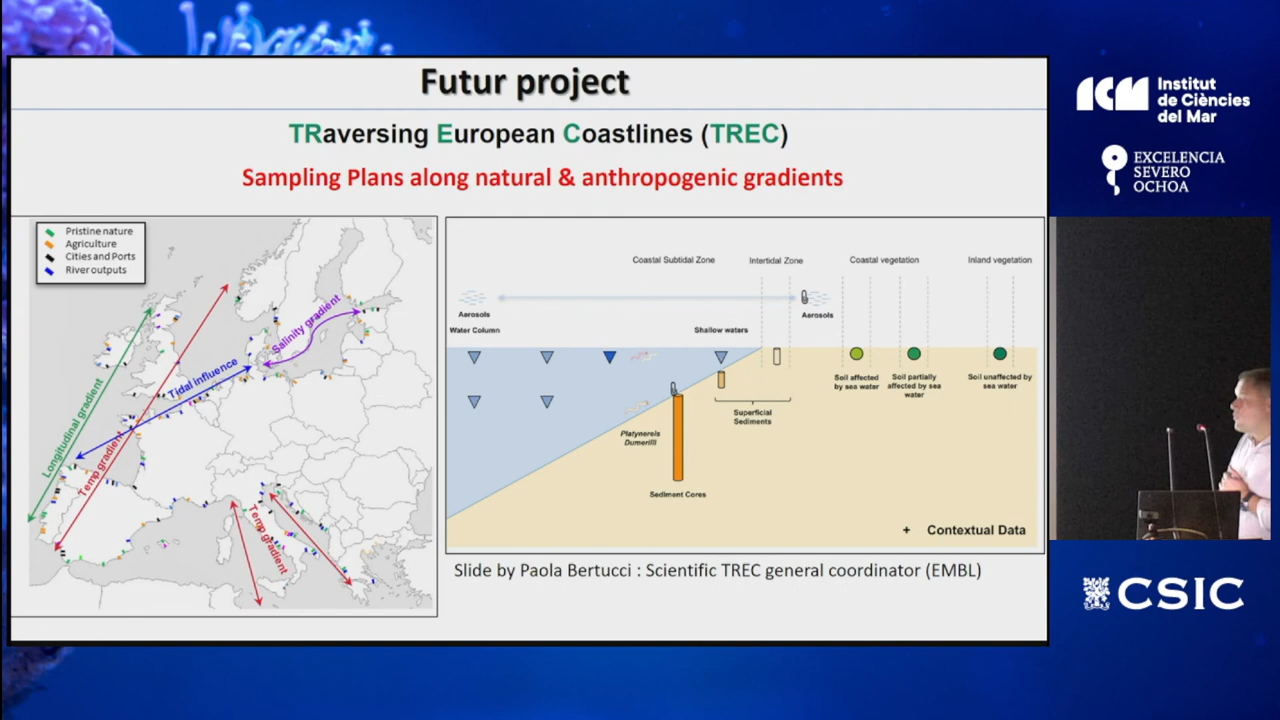 Futur project
TRaversing European Coastlines (TREC)
Sampling Plans along natural & anthropogenic gradients
Pristine nature
Agriculture
Cities and Ports
River outputs
Longitudinal gradient
Temp gradient
Tidal influence
Salinity gradient
Temp gradient
Coastal Subtidal Zone
Intertidal Zone
Coastal vegetation
Inland vegetation
Aerosols
Aerosols
Water Column
Shallow waters
Soil affected
by sea water
Soil partially
affected by sea
water
Soil unaffected by
sea water
Superficial
Sediments
Platynereis
Dumerilli
Sediment Cores
+ Contextual Data
Slide by Paola Bertucci : Scientific TREC general coordinator (EMBL)
ICM
Institut
de Ciències
del Mar
EXCELENCIA
SEVERO
OCHOA
CSIC